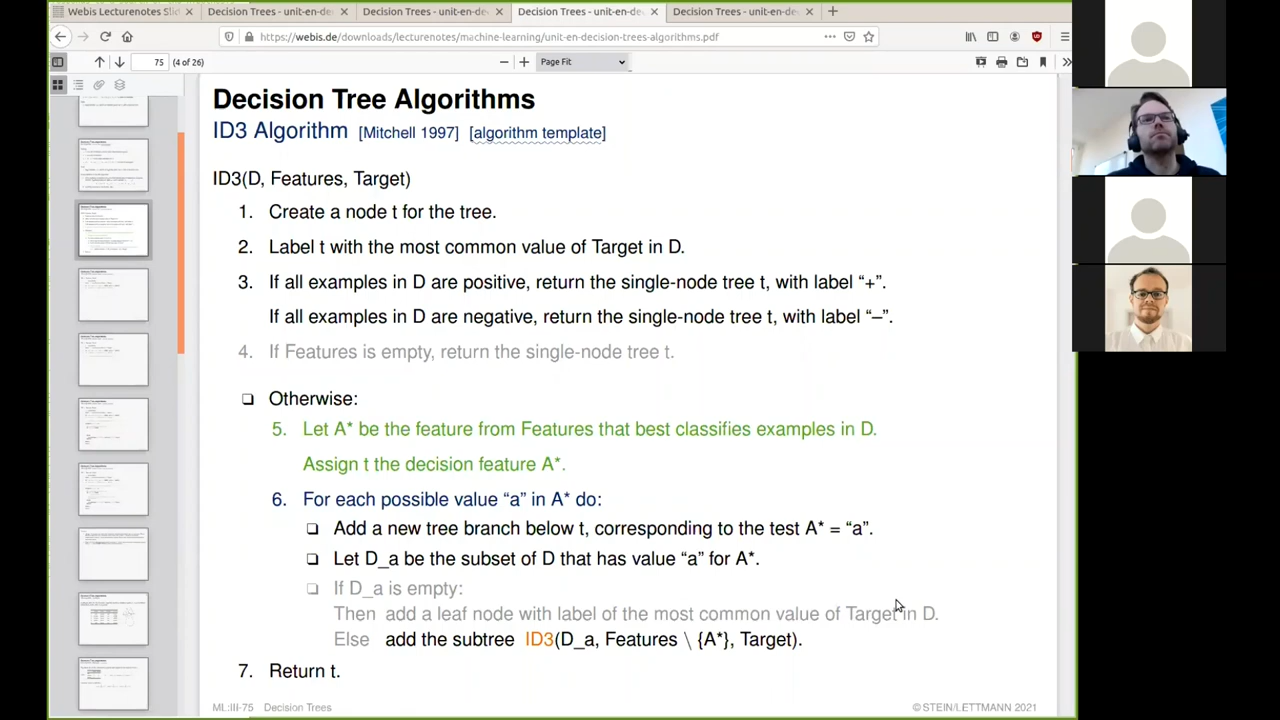 Webis Lecturenotes Slid
Decision Trees - unit-en-de
Decision Trees - unit-en-de
Decision Trees - unit-en-de
Decision Trees - unit-en-de
https://webis.de/downloads/lecturenotes/machine-learning/unit-en-decision-trees-algorithms.pdf
75 (4 of 26)
Page Fit
Decision Tree Algorithms
ID3 Algorithm [Mitchell 1997] [algorithm template]
ID3(D, Features, Target)
1. Create a node t for the tree.
2. Label t with the most common value of Target in D.
3. If all examples in D are positive, return the single-node tree t, with label “+”.
If all examples in D are negative, return the single-node tree t, with label “–”.
4. If Features is empty, return the single-node tree t.
❑ Otherwise:
5. Let A* be the feature from Features that best classifies examples in D.
Assign t the decision feature A*.
6. For each possible value “a” in A* do:
❑ Add a new tree branch below t, corresponding to the test A* = “a”.
❑ Let D_a be the subset of D that has value “a” for A*.
❑ If D_a is empty:
Then add a leaf node with label of the most common value of Target in D.
Else add the subtree ID3(D_a, Features \ {A*}, Target).
7. Return t.
ML:III-75 Decision Trees
© STEIN/LETTMANN 2021